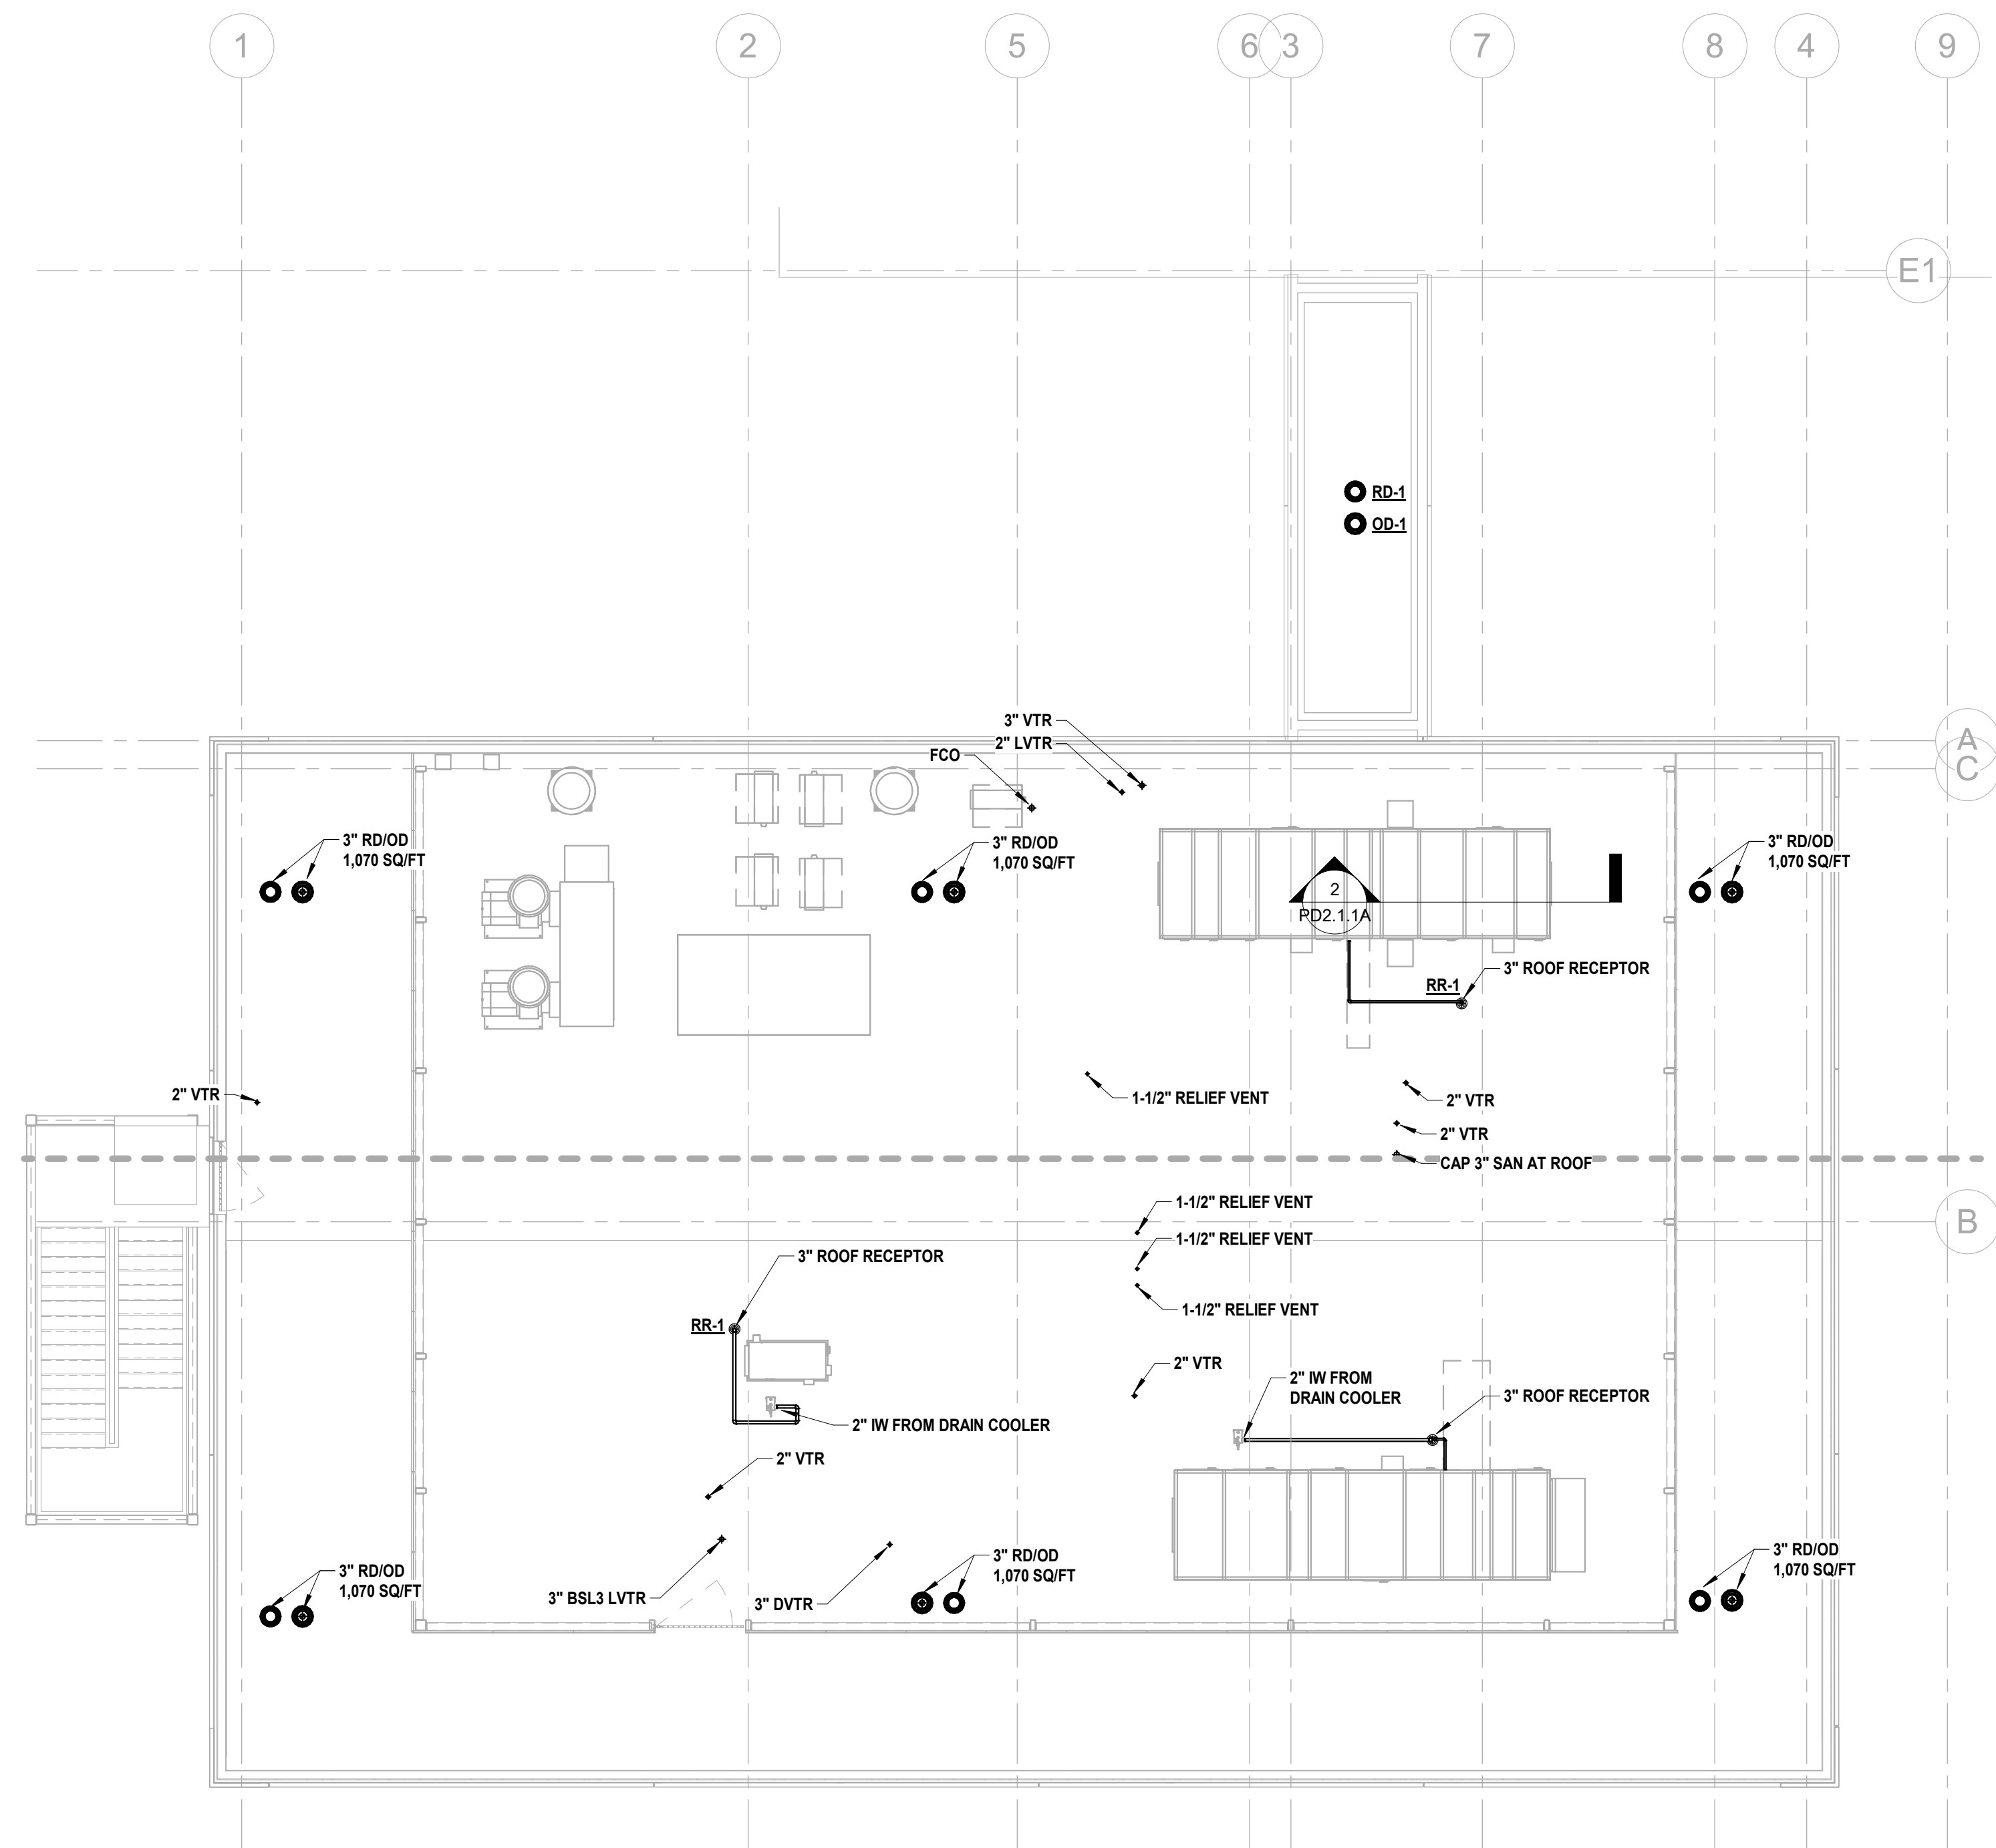 1
2
5
6
3
7
8
4
9
E1
RD-1
OD-1
3" VTR
2" LVTR
FCO
A
C
3" RD/OD
1,070 SQ/FT
3" RD/OD
1,070 SQ/FT
3" RD/OD
1,070 SQ/FT
2
PD2.1.1A
3" ROOF RECEPTOR
RR-1
2" VTR
1-1/2" RELIEF VENT
2" VTR
2" VTR
CAP 3" SAN AT ROOF
1-1/2" RELIEF VENT
B
1-1/2" RELIEF VENT
3" ROOF RECEPTOR
1-1/2" RELIEF VENT
RR-1
2" VTR
2" IW FROM
DRAIN COOLER
3" ROOF RECEPTOR
2" IW FROM DRAIN COOLER
2" VTR
3" RD/OD
1,070 SQ/FT
3" RD/OD
1,070 SQ/FT
3" RD/OD
1,070 SQ/FT
3" BSL3 LVTR
3" DVTR